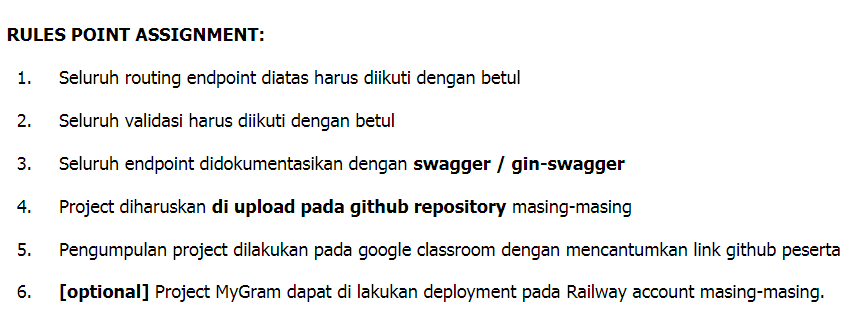 RULES POINT ASSIGNMENT:
1. Seluruh routing endpoint diatas harus diikuti dengan betul
2. Seluruh validasi harus diikuti dengan betul
3. Seluruh endpoint didokumentasikan dengan swagger / gin-swagger
4. Project diharuskan di upload pada github repository masing-masing
5. Pengumpulan project dilakukan pada google classroom dengan mencantumkan link github peserta
6. [optional] Project MyGram dapat di lakukan deployment pada Railway account masing-masing.